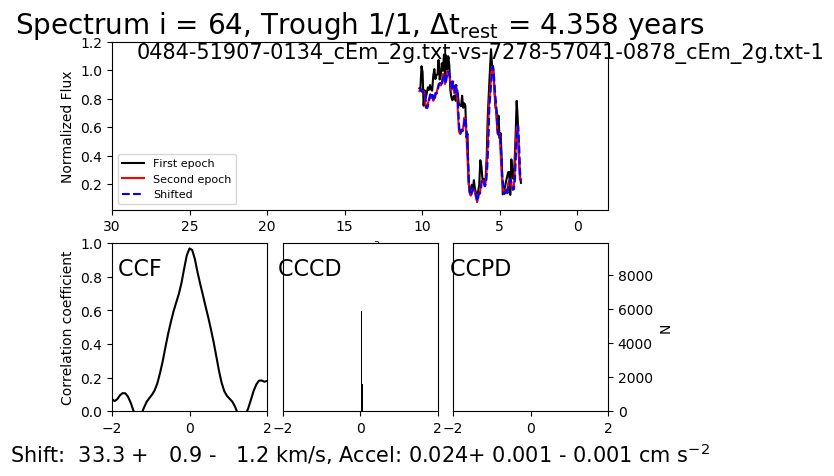 Spectrum i = 64, Trough 1/1, Δt_rest = 4.358 years
0484-51907-0134_cEm_2g.txt-vs-7278-57041-0878_cEm_2g.txt-1
Normalized Flux
1.2
1.0
0.8
0.6
0.4
0.2
First epoch
Second epoch
Shifted
30 25 20 15 10 5 0
Correlation coefficient
1.0
0.8
0.6
0.4
0.2
0.0
CCF
CCCD
CCPD
8000
6000
4000
2000
0
N
−2 0 2
−2 0 2
−2 0 2
Shift: 33.3 + 0.9 - 1.2 km/s, Accel: 0.024+ 0.001 - 0.001 cm s⁻²